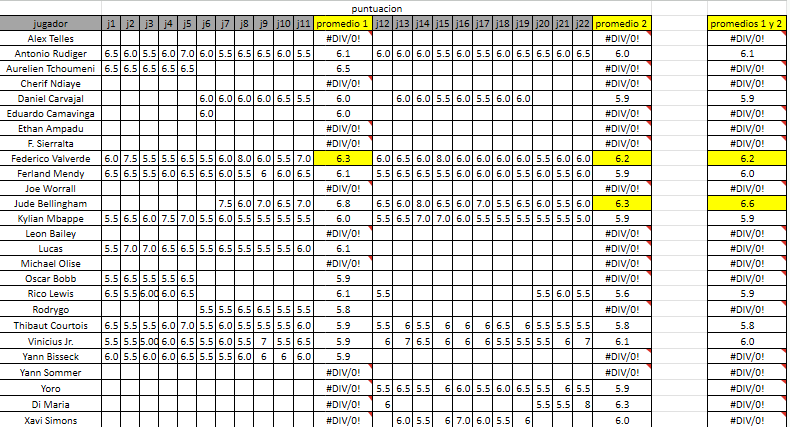 puntuacion
jugador j1 j2 j3 j4 j5 j6 j7 j8 j9 j10 j11 promedio 1 j12 j13 j14 j15 j16 j17 j18 j19 j20 j21 j22 promedio 2 promedios 1 y 2
Alex Telles #DIV/0! #DIV/0! #DIV/0!
Antonio Rudiger 6.5 6.0 5.5 6.0 7.0 6.0 5.5 6.5 6.5 6.0 5.5 6.1 6.0 6.0 6.0 5.5 6.0 5.5 6.0 6.5 6.5 6.0 6.5 6.0 6.1
Aurelien Tchoumeni 6.5 6.5 6.5 6.5 6.5 6.5 #DIV/0! #DIV/0!
Cherif Ndiaye #DIV/0! #DIV/0! #DIV/0!
Daniel Carvajal 6.0 6.0 6.0 6.0 6.5 5.5 6.0 6.0 6.0 5.5 6.0 5.5 6.0 6.0 5.9 5.9
Eduardo Camavinga 6.0 6.0 #DIV/0! #DIV/0!
Ethan Ampadu #DIV/0! #DIV/0! #DIV/0!
F. Sierralta #DIV/0! #DIV/0! #DIV/0!
Federico Valverde 6.0 7.5 5.5 5.5 6.5 5.5 6.0 8.0 6.0 5.5 7.0 6.3 6.0 6.5 6.0 8.0 6.0 6.0 6.0 6.0 5.5 6.0 6.0 6.2 6.2
Ferland Mendy 6.5 6.5 5.5 6.0 6.5 6.5 6.0 5.5 6 6.0 6.5 6.1 5.5 6.5 6.5 5.5 6.0 6.0 6.0 5.5 6.0 5.5 6.0 5.9 6.0
Joe Worrall #DIV/0! #DIV/0! #DIV/0!
Jude Bellingham 7.5 6.0 7.0 6.5 7.0 6.8 6.5 6.0 8.0 6.5 6.0 7.0 5.5 6.5 6.0 5.5 6.0 6.3 6.6
Kylian Mbappe 5.5 6.5 6.0 7.5 7.0 5.5 6.0 5.5 5.5 5.5 5.5 6.0 5.5 6.5 7.0 7.0 6.0 5.5 5.5 5.5 5.5 6.0 5.0 5.9 5.9
Leon Bailey #DIV/0! #DIV/0! #DIV/0!
Lucas 5.5 7.0 7.0 6.5 6.5 5.5 6.5 5.5 5.5 5.5 6.0 6.1 #DIV/0! #DIV/0!
Michael Olise #DIV/0! #DIV/0! #DIV/0!
Oscar Bobb 5.5 6.5 5.5 5.5 6.5 5.9 #DIV/0! #DIV/0!
Rico Lewis 6.5 5.5 6.00 6.0 6.5 6.1 5.5 5.5 6.0 5.5 5.6 5.9
Rodrygo 5.5 5.5 6.5 6.5 5.5 5.5 5.8 #DIV/0! #DIV/0!
Thibaut Courtois 6.5 5.5 5.5 6.0 7.0 5.5 6.0 5.5 5.5 5.5 6.0 5.9 5.5 6 5.5 6 6 6 6.5 6 5.5 5.5 5.5 5.8 5.8
Vinicius Jr. 5.5 5.5 5.00 6.0 6.5 5.5 6.5 5.5 7 5.5 6.5 5.9 6 7 6.5 6 6 6.5 5.5 5.5 5.5 6 7 6.1 6.0
Yann Bisseck 6.0 5.5 6.0 6.0 6.5 5.5 5.5 6.0 6 6 6.0 5.9 #DIV/0! #DIV/0!
Yann Sommer #DIV/0! #DIV/0! #DIV/0!
Yoro #DIV/0! 5.5 6.5 5.5 6 6.0 5.5 6.0 6.5 5.5 6 5.5 5.9 #DIV/0!
Di Maria #DIV/0! 6 5.5 5.5 8 6.3 #DIV/0!
Xavi Simons #DIV/0! 6.0 5.5 6 7.0 6.0 5.5 6 6.0 #DIV/0!